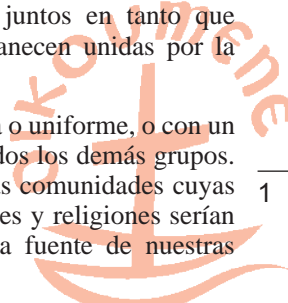 juntos en tanto que
anecen unidas por la
o uniforme, o con un
dos los demás grupos.
as comunidades cuyas
es y religiones serían
a fuente de nuestras
1
OIKOUMENE